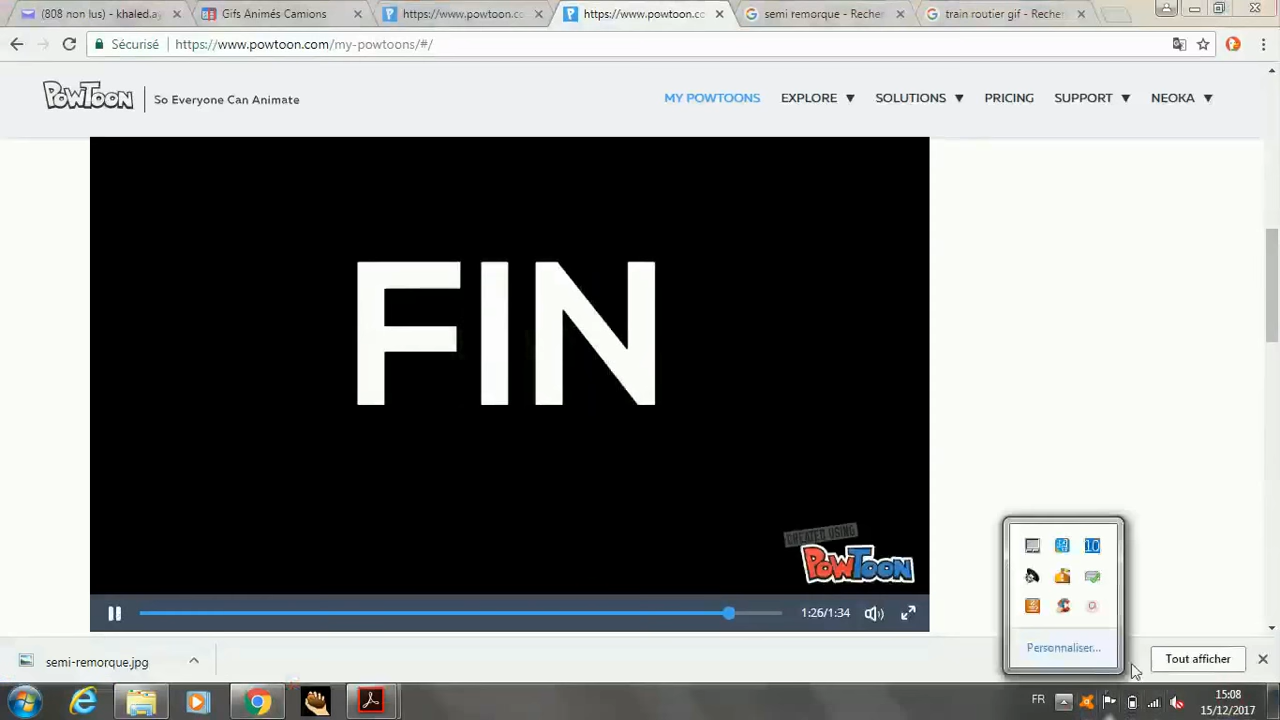 (808 non lus) - khaled.ay
Gifs Animés Camions
https://www.powtoon.co
https://www.powtoon.co
semi remorque - Recher
train routier gif - Reche
Sécurisé
https://www.powtoon.com/my-powtoons/#/
POWTOON
So Everyone Can Animate
MY POWTOONS
EXPLORE
SOLUTIONS
PRICING
SUPPORT
NEOKA
FIN
CREATED USING
POWTOON
1:26/1:34
10
Personnaliser...
semi-remorque.jpg
Tout afficher
FR
15:08
15/12/2017